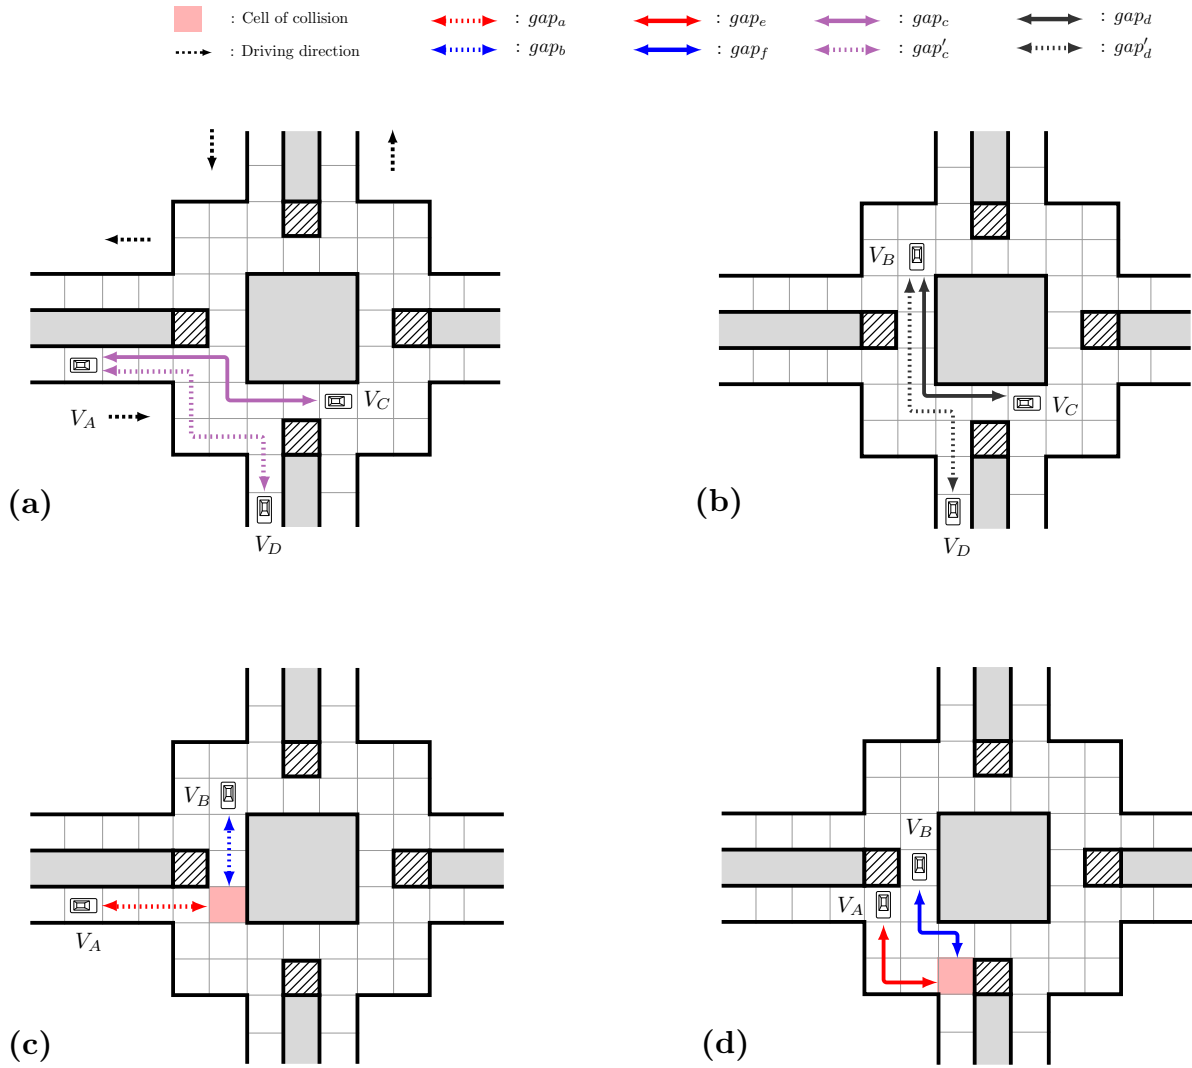 : Cell of collision : gap_a : gap_e : gap_c : gap_d
: Driving direction : gap_b : gap_f : gap'_c : gap'_d
V_B
V_C V_C
V_A
(a) (b)
V_D V_D
V_B V_B
V_A
V_A
(c) (d)